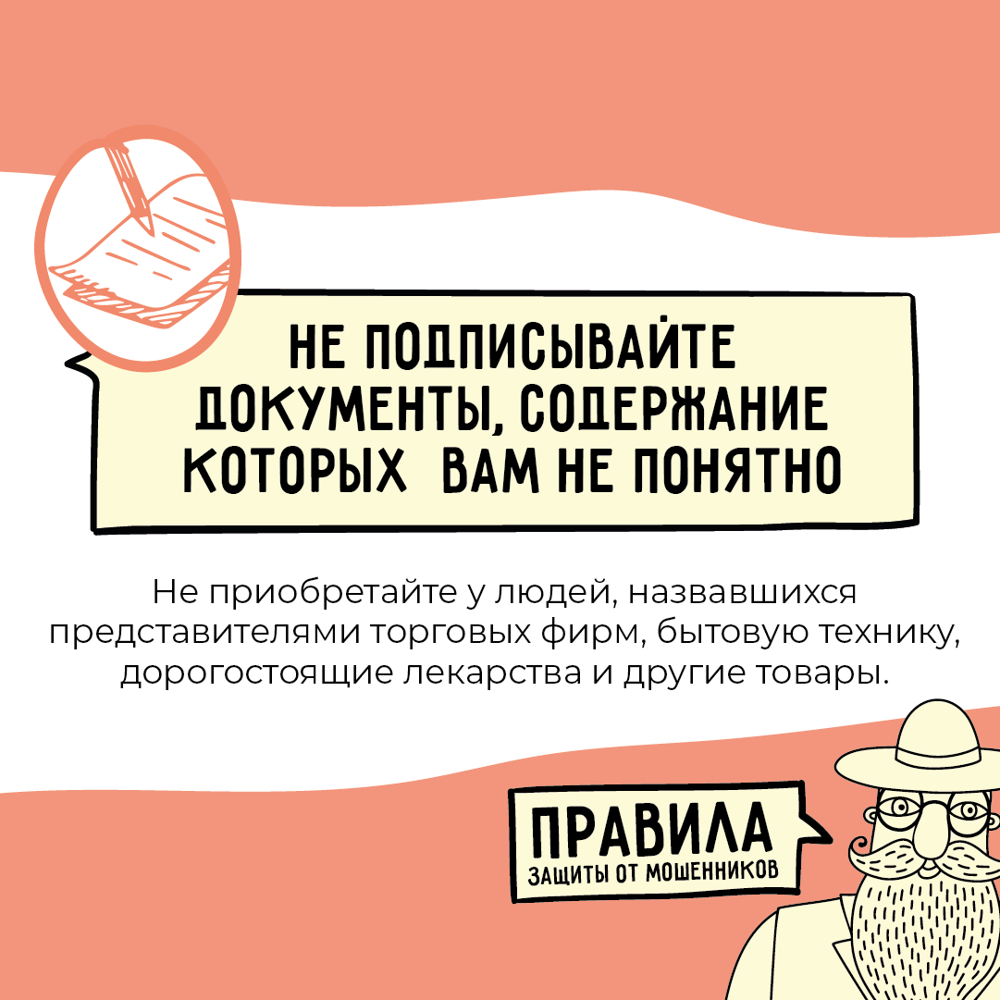 НЕ ПОДПИСЫВАЙТЕ
ДОКУМЕНТЫ, СОДЕРЖАНИЕ
КОТОРЫХ ВАМ НЕ ПОНЯТНО
Не приобретайте у людей, назвавшихся
представителями торговых фирм, бытовую технику,
дорогостоящие лекарства и другие товары.
ПРАВИЛА
ЗАЩИТЫ ОТ МОШЕННИКОВ